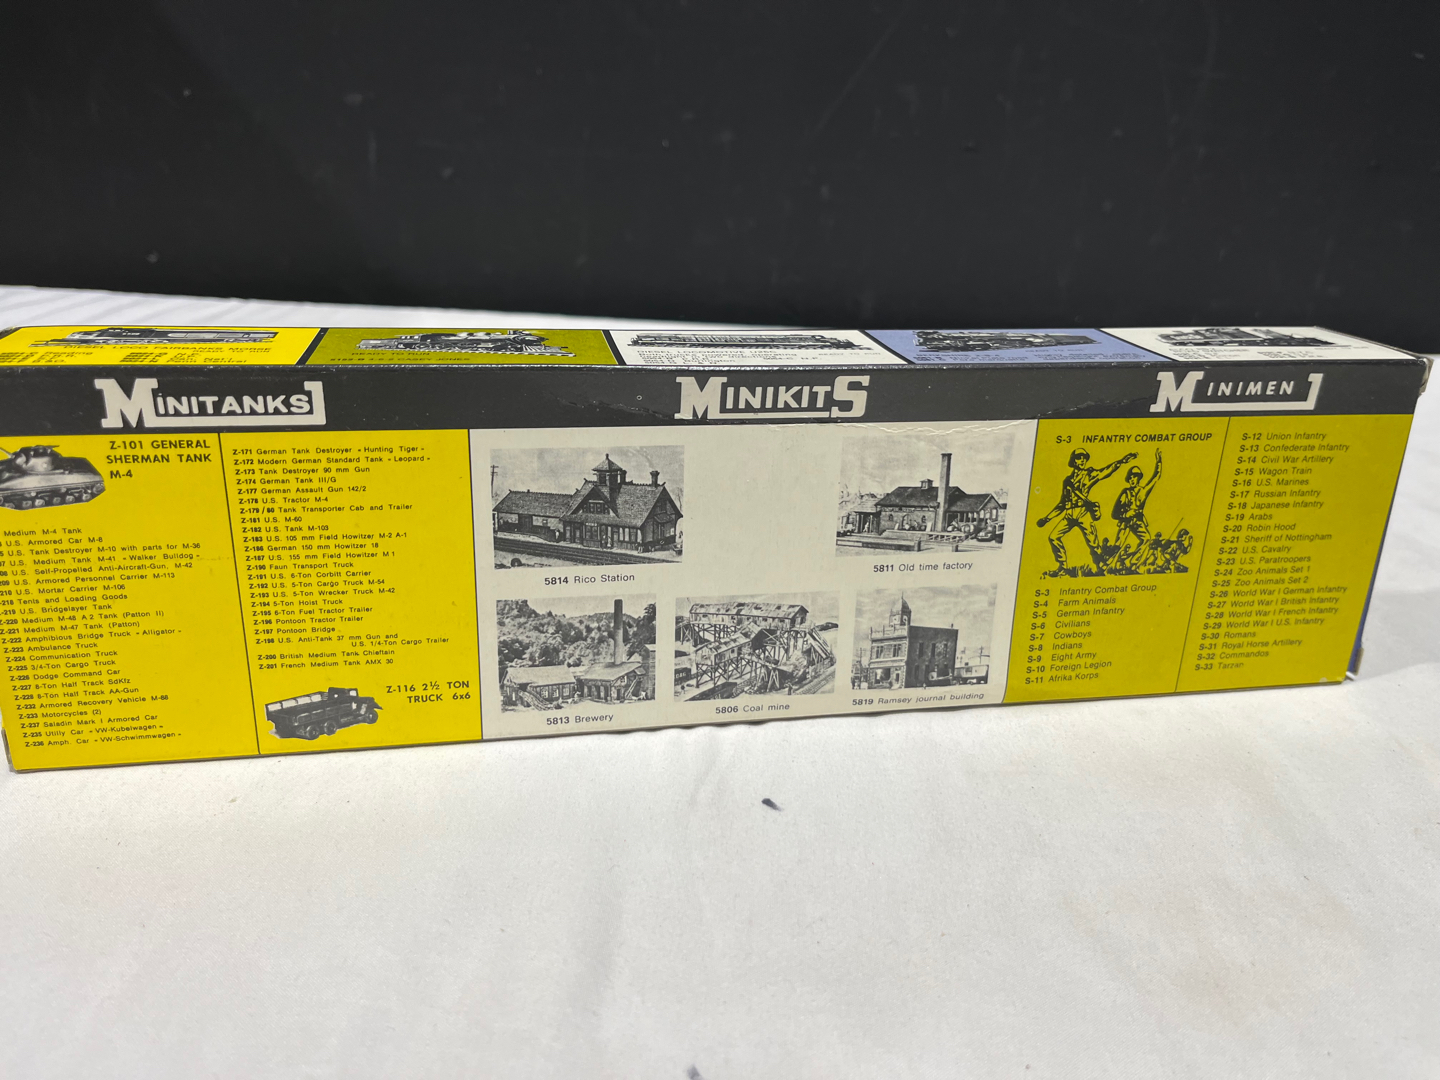 LOCO FAIRBANKS MORSE
READY TO RUN
CASEY JONES
MINITANKS
MINIKITS
MINIMEN
Z-101 GENERAL
SHERMAN TANK
M-4
Medium M-4 Tank
U.S. Armored Car M-8
U.S. Tank Destroyer M-10 with parts for M-36
U.S. Medium Tank M-41 «Walker Bulldog»
U.S. Self-Propelled Anti-Aircraft-Gun, M-42
U.S. Armored Personnel Carrier M-113
U.S. Mortar Carrier M-106
Tents and Loading Goods
U.S. Bridgelayer Tank
Z-220 Medium M-48 A 2 Tank (Patton II)
Z-221 Medium M-47 Tank (Patton)
Z-222 Amphibious Bridge Truck «Alligator»
Z-223 Ambulance Truck
Z-224 Communication Truck
Z-225 3/4-Ton Cargo Truck
Z-226 Dodge Command Car
Z-227 8-Ton Half Track SdKfz
Z-228 8-Ton Half Track AA-Gun
Z-232 Armored Recovery Vehicle M-88
Z-233 Motorcycles (2)
Z-237 Saladin Mark I Armored Car
Z-235 Utility Car «VW-Kubelwagen»
Z-236 Amph. Car «VW-Schwimmwagen»
Z-171 German Tank Destroyer «Hunting Tiger»
Z-172 Modern German Standard Tank «Leopard»
Z-173 Tank Destroyer 90 mm Gun
Z-174 German Tank III/G
Z-177 German Assault Gun 142/2
Z-178 U.S. Tractor M-4
Z-179/80 Tank Transporter Cab and Trailer
Z-181 U.S. M-60
Z-182 U.S. Tank M-103
Z-183 U.S. 105 mm Field Howitzer M-2 A-1
Z-186 German 150 mm Howitzer 18
Z-187 U.S. 155 mm Field Howitzer M 1
Z-190 Faun Transport Truck
Z-191 U.S. 6-Ton Corbitt Carrier
Z-192 U.S. 5-Ton Cargo Truck M-54
Z-193 U.S. 5-Ton Wrecker Truck M-42
Z-194 5-Ton Hoist Truck
Z-195 6-Ton Fuel Tractor Trailer
Z-196 Pontoon Tractor Trailer
Z-197 Pontoon Bridge
Z-198 U.S. Anti-Tank 37 mm Gun and
U.S. 1/4-Ton Cargo Trailer
Z-200 British Medium Tank Chieftain
Z-201 French Medium Tank AMX 30
Z-116 2½ TON
TRUCK 6x6
5814 Rico Station
5811 Old time factory
5813 Brewery
5806 Coal mine
5819 Ramsey journal building
S-3 INFANTRY COMBAT GROUP
S-3 Infantry Combat Group
S-4 Farm Animals
S-5 German Infantry
S-6 Civilians
S-7 Cowboys
S-8 Indians
S-9 Eight Army
S-10 Foreign Legion
S-11 Afrika Korps
S-12 Union Infantry
S-13 Confederate Infantry
S-14 Civil War Artillery
S-15 Wagon Train
S-16 U.S. Marines
S-17 Russian Infantry
S-18 Japanese Infantry
S-19 Arabs
S-20 Robin Hood
S-21 Sheriff of Nottingham
S-22 U.S. Cavalry
S-23 U.S. Paratroopers
S-24 Zoo Animals Set 1
S-25 Zoo Animals Set 2
S-26 World War I German Infantry
S-27 World War I British Infantry
S-28 World War I French Infantry
S-29 World War I U.S. Infantry
S-30 Romans
S-31 Royal Horse Artillery
S-32 Commandos
S-33 Tarzan